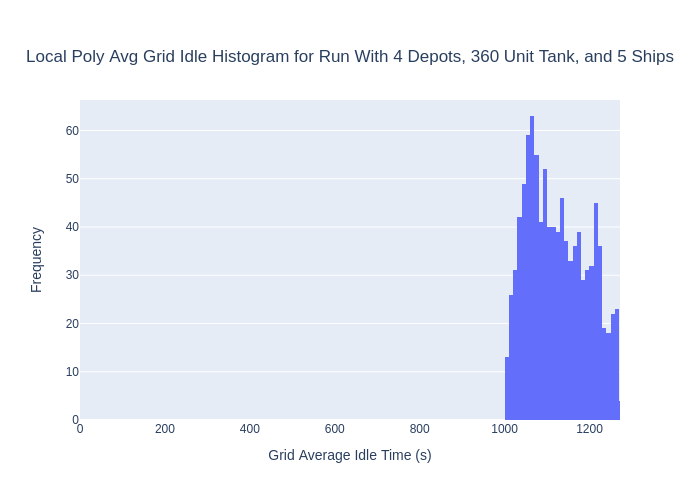 Local Poly Avg Grid Idle Histogram for Run With 4 Depots, 360 Unit Tank, and 5 Ships
60
50
40
30
20
10
0
Frequency
0 200 400 600 800 1000 1200
Grid Average Idle Time (s)